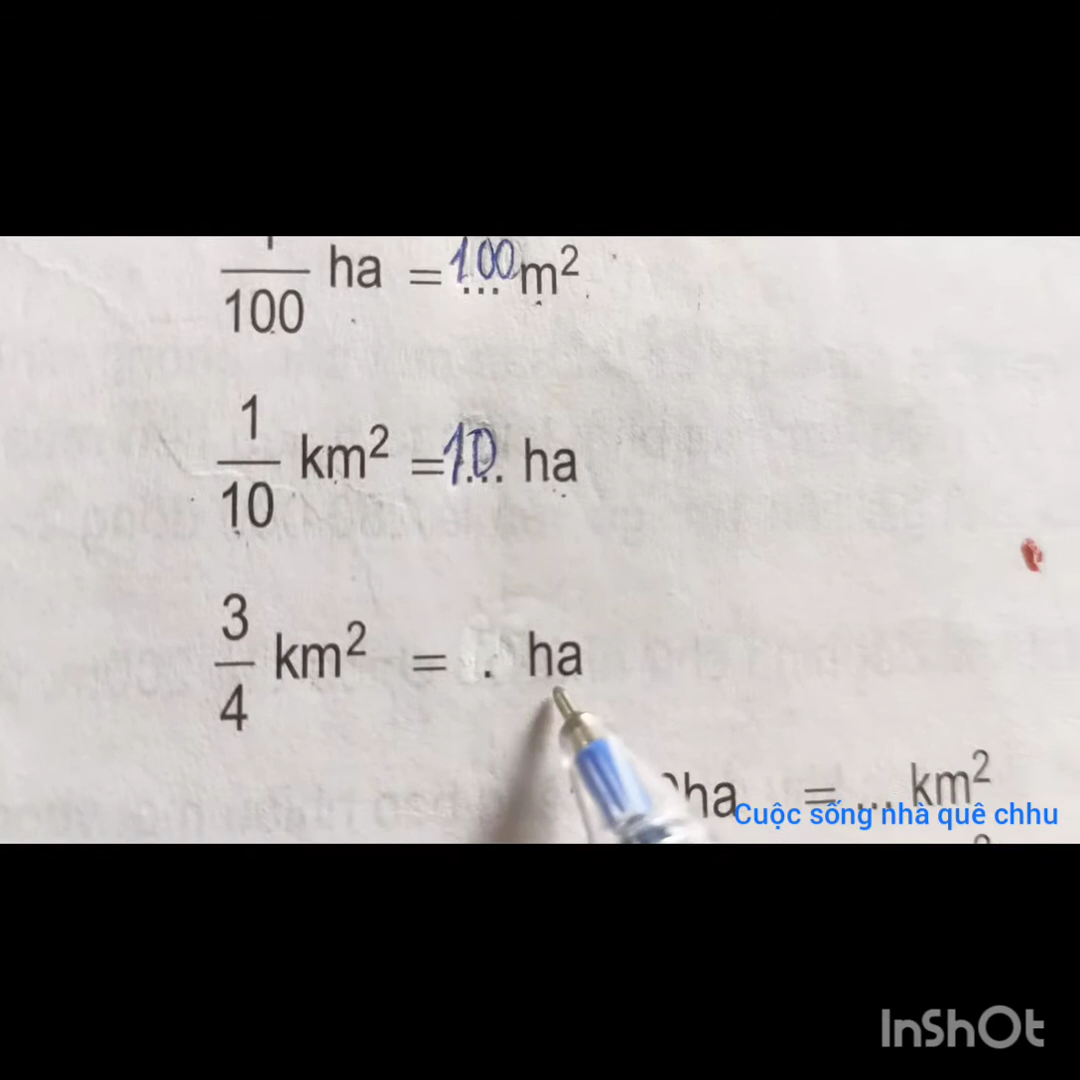 100 ha = 100 m²
1/10 km² = 10 ha
3/4 km² = . ha
ha = ... km²
Cuộc sống nhà quê chhu
InShOt